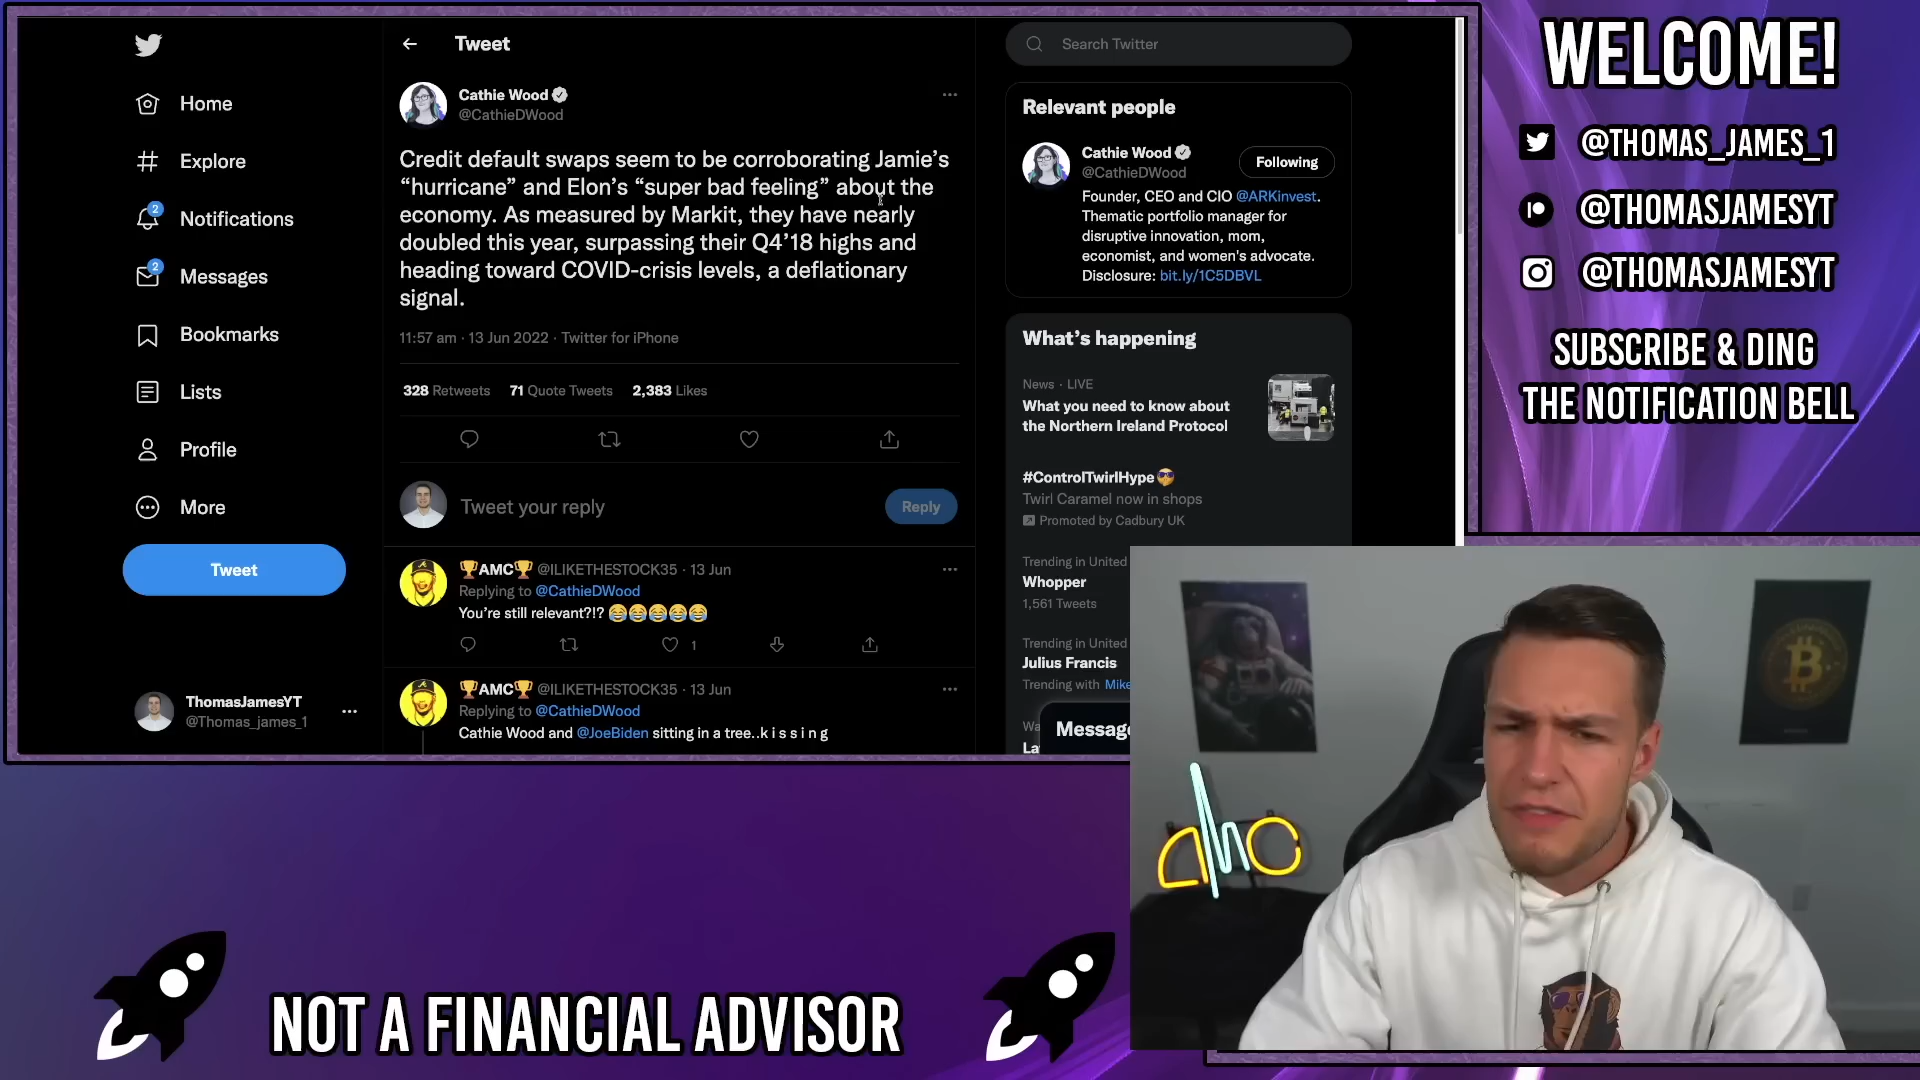 Home
Explore
2
Notifications
2
Messages
Bookmarks
Lists
Profile
More
Tweet
ThomasJamesYT
@Thomas_james_1
Tweet
Cathie Wood
@CathieDWood
Credit default swaps seem to be corroborating Jamie's
“hurricane” and Elon's “super bad feeling” about the
economy. As measured by Markit, they have nearly
doubled this year, surpassing their Q4'18 highs and
heading toward COVID-crisis levels, a deflationary
signal.
11:57 am · 13 Jun 2022 · Twitter for iPhone
328 Retweets 71 Quote Tweets 2,383 Likes
Tweet your reply
Reply
AMC @ILIKETHESTOCK35 · 13 Jun
Replying to @CathieDWood
You're still relevant?!? 😂😂😂😂😂
1
AMC @ILIKETHESTOCK35 · 13 Jun
Replying to @CathieDWood
Cathie Wood and @JoeBiden sitting in a tree..k i s s i n g
Search Twitter
Relevant people
Cathie Wood
@CathieDWood
Following
Founder, CEO and CIO @ARKinvest.
Thematic portfolio manager for
disruptive innovation, mom,
economist, and women's advocate.
Disclosure: bit.ly/1C5DBVL
What's happening
News · LIVE
What you need to know about
the Northern Ireland Protocol
#ControlTwirlHype
Twirl Caramel now in shops
Promoted by Cadbury UK
Trending in United
Whopper
1,561 Tweets
Trending in United
Julius Francis
Trending with Mike
Messag
WELCOME!
@THOMAS_JAMES_1
@THOMASJAMESYT
@THOMASJAMESYT
SUBSCRIBE & DING
THE NOTIFICATION BELL
NOT A FINANCIAL ADVISOR